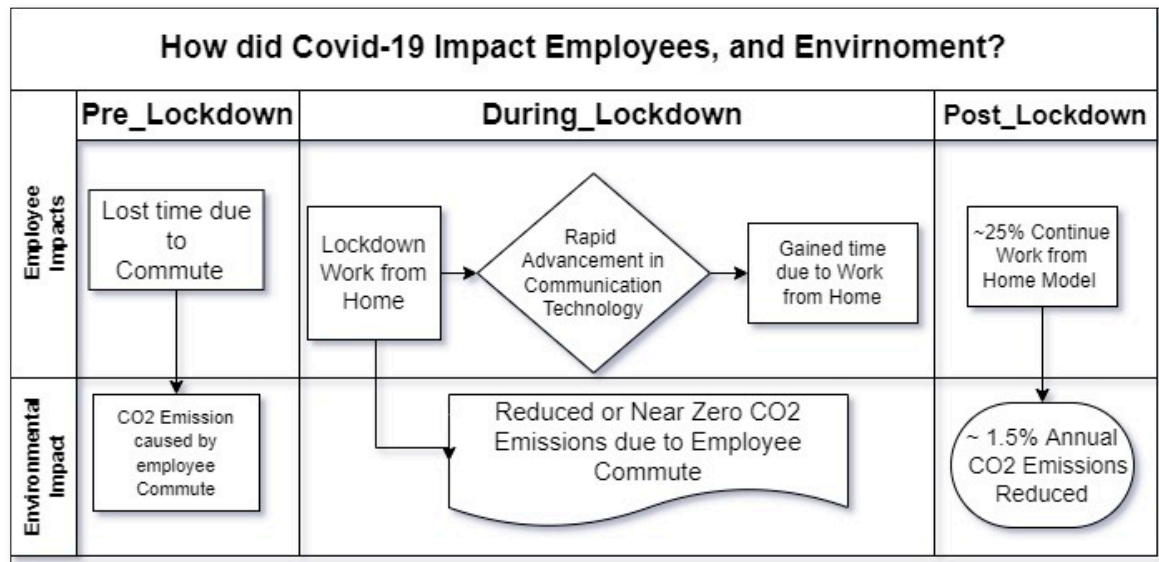 How did Covid-19 Impact Employees, and Envirnoment?
Pre_Lockdown
During_Lockdown
Post_Lockdown
Employee
Impacts
Lost time due
to
Commute
Lockdown
Work from
Home
Rapid
Advancement in
Communication
Technology
Gained time
due to Work
from Home
~25% Continue
Work from
Home Model
Environmental
Impact
CO2 Emission
caused by
employee
Commute
Reduced or Near Zero CO2
Emissions due to Employee
Commute
~ 1.5% Annual
CO2 Emissions
Reduced